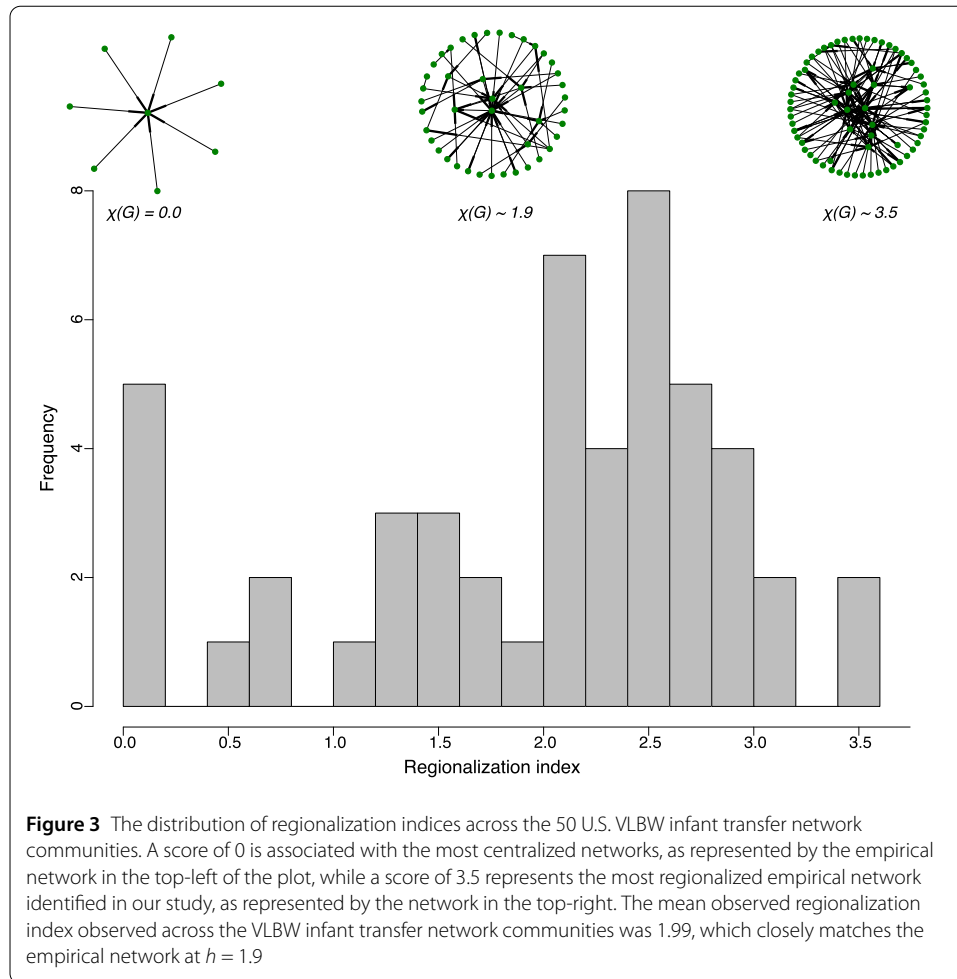 χ(G) = 0.0
χ(G) ~ 1.9
χ(G) ~ 3.5
8
6
4
2
0
Frequency
0.0 0.5 1.0 1.5 2.0 2.5 3.0 3.5
Regionalization index
Figure 3 The distribution of regionalization indices across the 50 U.S. VLBW infant transfer network
communities. A score of 0 is associated with the most centralized networks, as represented by the empirical
network in the top-left of the plot, while a score of 3.5 represents the most regionalized empirical network
identified in our study, as represented by the network in the top-right. The mean observed regionalization
index observed across the VLBW infant transfer network communities was 1.99, which closely matches the
empirical network at h = 1.9